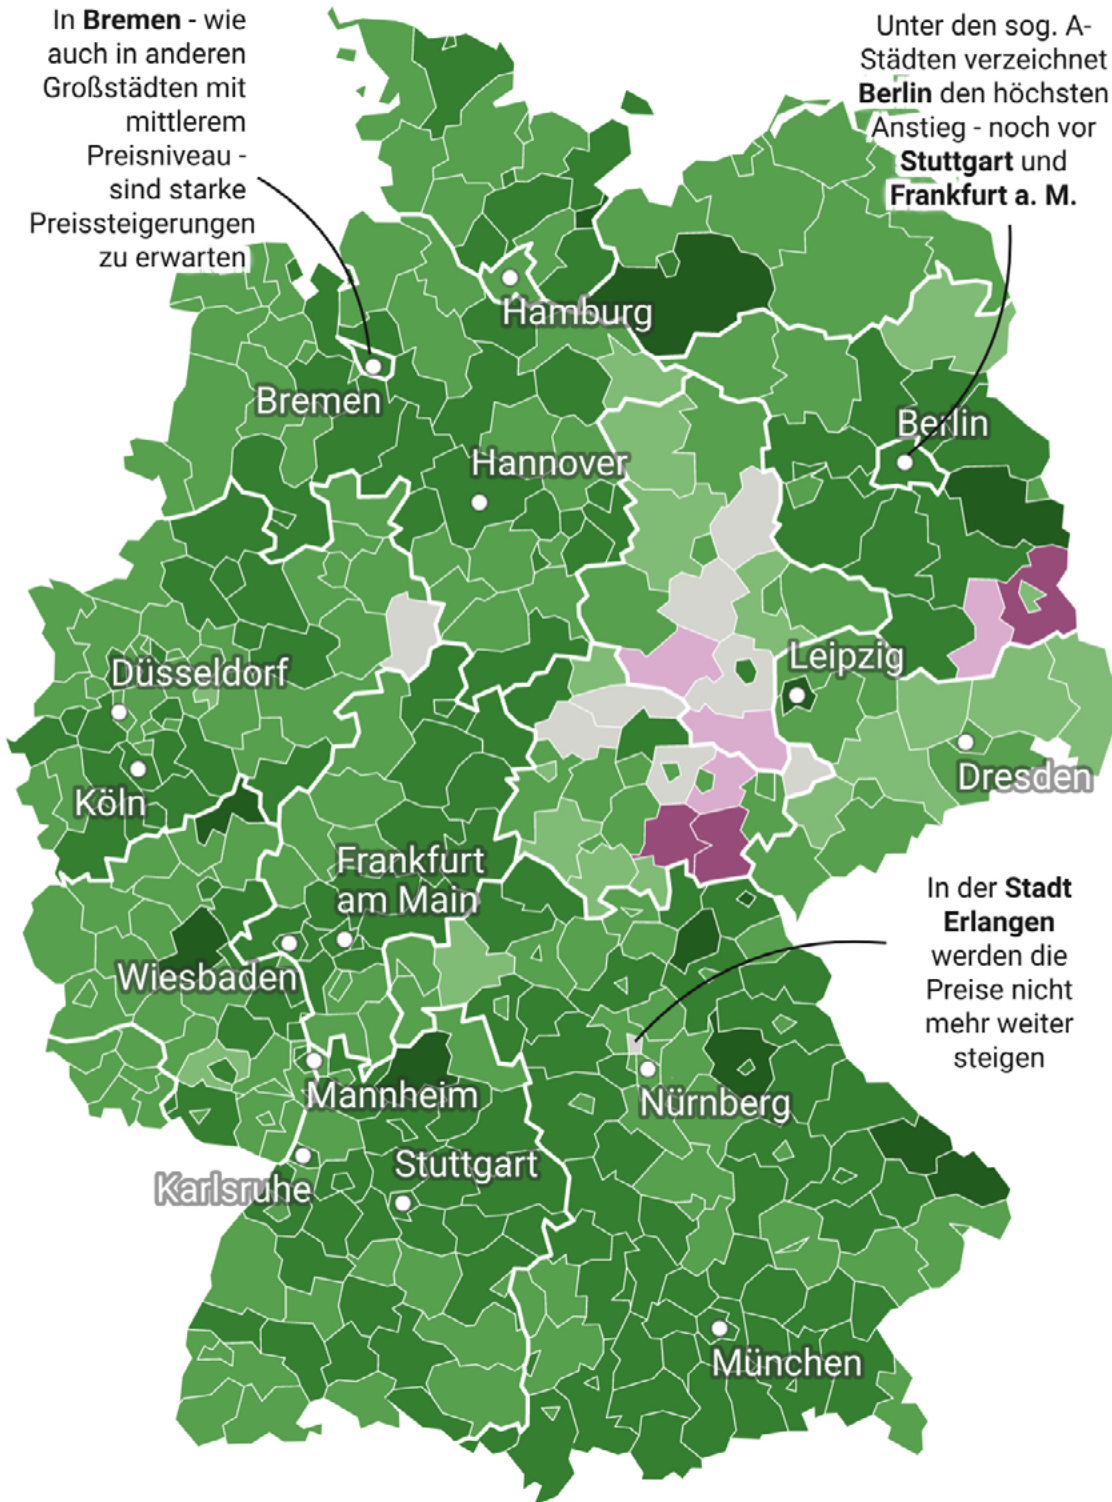 In Bremen - wie
auch in anderen
Großstädten mit
mittlerem
Preisniveau -
sind starke
Preissteigerungen
zu erwarten
Unter den sog. A-
Städten verzeichnet
Berlin den höchsten
Anstieg - noch vor
Stuttgart und
Frankfurt a. M.
Hamburg
Bremen
Berlin
Hannover
Leipzig
Düsseldorf
Dresden
Köln
Frankfurt
am Main
In der Stadt
Erlangen
werden die
Preise nicht
mehr weiter
steigen
Wiesbaden
Mannheim
Nürnberg
Stuttgart
Karlsruhe
München